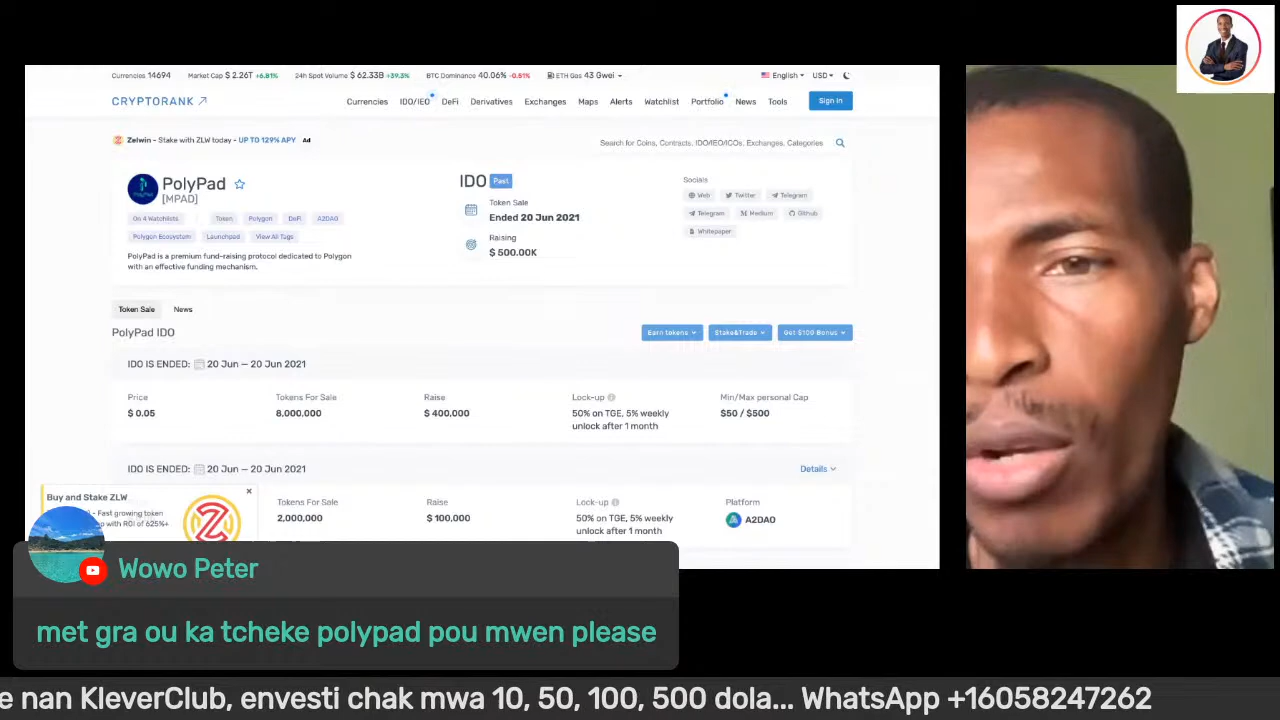 Currencies 14694 Market Cap $ 2.26T +6.81% 24h Spot Volume $ 62.33B +39.3% BTC Dominance 40.06% -0.51% ETH Gas 43 Gwei English USD
CRYPTORANK Currencies IDO/IEO DeFi Derivatives Exchanges Maps Alerts Watchlist Portfolio News Tools Sign in
Zelwin - Stake with ZLW today - UP TO 129% APY Ad
Search for Coins, Contracts, IDO/IEO/ICOs, Exchanges, Categories
PolyPad
[MPAD]
On 4 Watchlists Token Polygon DeFi A2DAO
Polygon Ecosystem Launchpad View All Tags
PolyPad is a premium fund-raising protocol dedicated to Polygon
with an effective funding mechanism.
IDO Past
Token Sale
Ended 20 Jun 2021
Raising
$ 500.00K
Socials
Web Twitter Telegram
Telegram Medium Github
Whitepaper
Token Sale News
PolyPad IDO
Earn tokens Stake&Trade Get $100 Bonus
IDO IS ENDED: 20 Jun — 20 Jun 2021
Price Tokens For Sale Raise Lock-up Min/Max personal Cap
$ 0.05 8,000,000 $ 400,000 50% on TGE, 5% weekly $50 / $500
unlock after 1 month
IDO IS ENDED: 20 Jun — 20 Jun 2021 Details
Tokens For Sale Raise Lock-up Platform
2,000,000 $ 100,000 50% on TGE, 5% weekly A2DAO
unlock after 1 month
Buy and Stake ZLW
- Fast growing token
with ROI of 625%+
Wowo Peter
met gra ou ka tcheke polypad pou mwen please
e nan KleverClub, envesti chak mwa 10, 50, 100, 500 dola... WhatsApp +16058247262